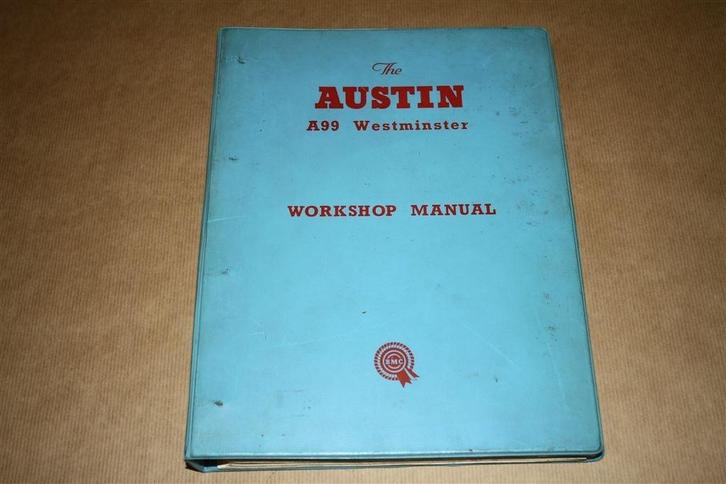 The
AUSTIN
A99 Westminster
WORKSHOP MANUAL
BMC